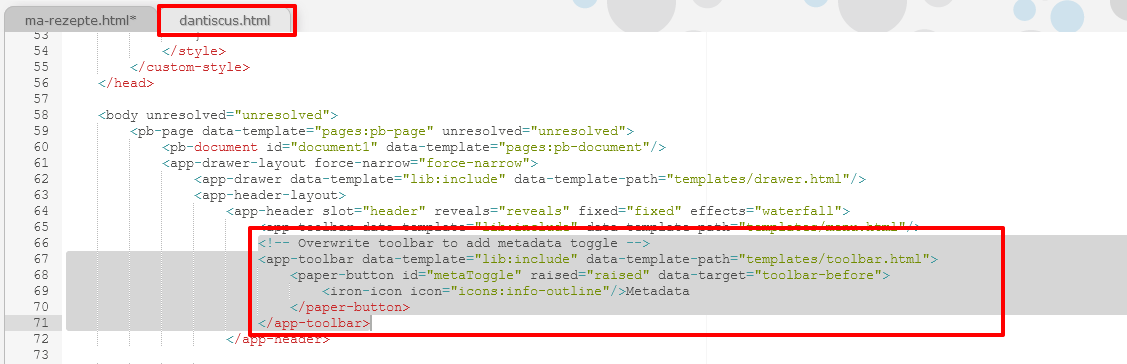 ma-rezepte.html* dantiscus.html
53
54 </style>
55 </custom-style>
56 </head>
57
58 <body unresolved="unresolved">
59 <pb-page data-template="pages:pb-page" unresolved="unresolved">
60 <pb-document id="document1" data-template="pages:pb-document"/>
61 <app-drawer-layout force-narrow="force-narrow">
62 <app-drawer data-template="lib:include" data-template-path="templates/drawer.html"/>
63 <app-header-layout>
64 <app-header slot="header" reveals="reveals" fixed="fixed" effects="waterfall">
65 <app-toolbar data-template="lib:include" data-template-path="templates/menu.html"/>
66 <!-- Overwrite toolbar to add metadata toggle -->
67 <app-toolbar data-template="lib:include" data-template-path="templates/toolbar.html">
68 <paper-button id="metaToggle" raised="raised" data-target="toolbar-before">
69 <iron-icon icon="icons:info-outline"/>Metadata
70 </paper-button>
71 </app-toolbar>
72 </app-header>
73